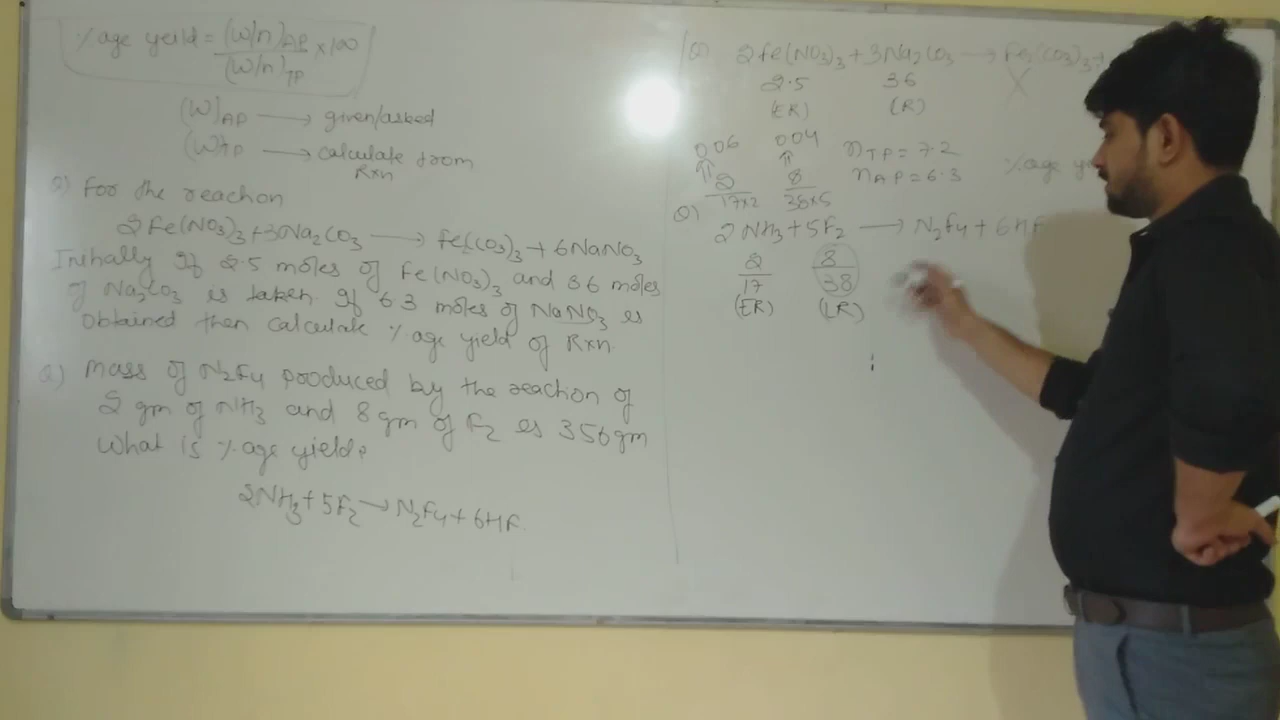 %age yeild = (W/n)AP × 100
(W/n)TP
(W)AP → given/asked
(W)TP → calculate from
Rxn
Q) For the reaction
2Fe(NO3)3 + 3Na2CO3 → Fe2(CO3)3 + 6NaNO3
Initially if 2.5 moles of Fe(NO3)3 and 3.6 moles
of Na2CO3 is taken. If 6.3 moles of NaNO3 is
obtained then calculate % age yield of Rxn.
Q) Mass of N2F4 produced by the reaction of
2 gm of NH3 and 8 gm of F2 is 3.56 gm
What is % age yield?
2NH3 + 5F2 → N2F4 + 6HF.
Q) 2Fe(NO3)3 + 3Na2CO3 → Fe2(CO3)3 +
2.5 3.6
(ER) (R)
0.06 0.04
nTP = 7.2
nAP = 6.3
%age ye
2 8
17×2 38×5
Q) 2NH3 + 5F2 → N2F4 + 6HF
2 8
17 38
(ER) (LR)